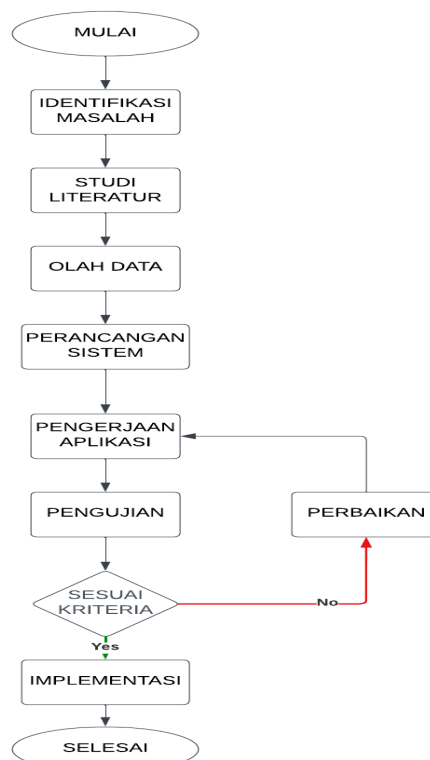 MULAI
IDENTIFIKASI
MASALAH
STUDI
LITERATUR
OLAH DATA
PERANCANGAN
SISTEM
PENGERJAAN
APLIKASI
PENGUJIAN
PERBAIKAN
SESUAI
KRITERIA
No
Yes
IMPLEMENTASI
SELESAI